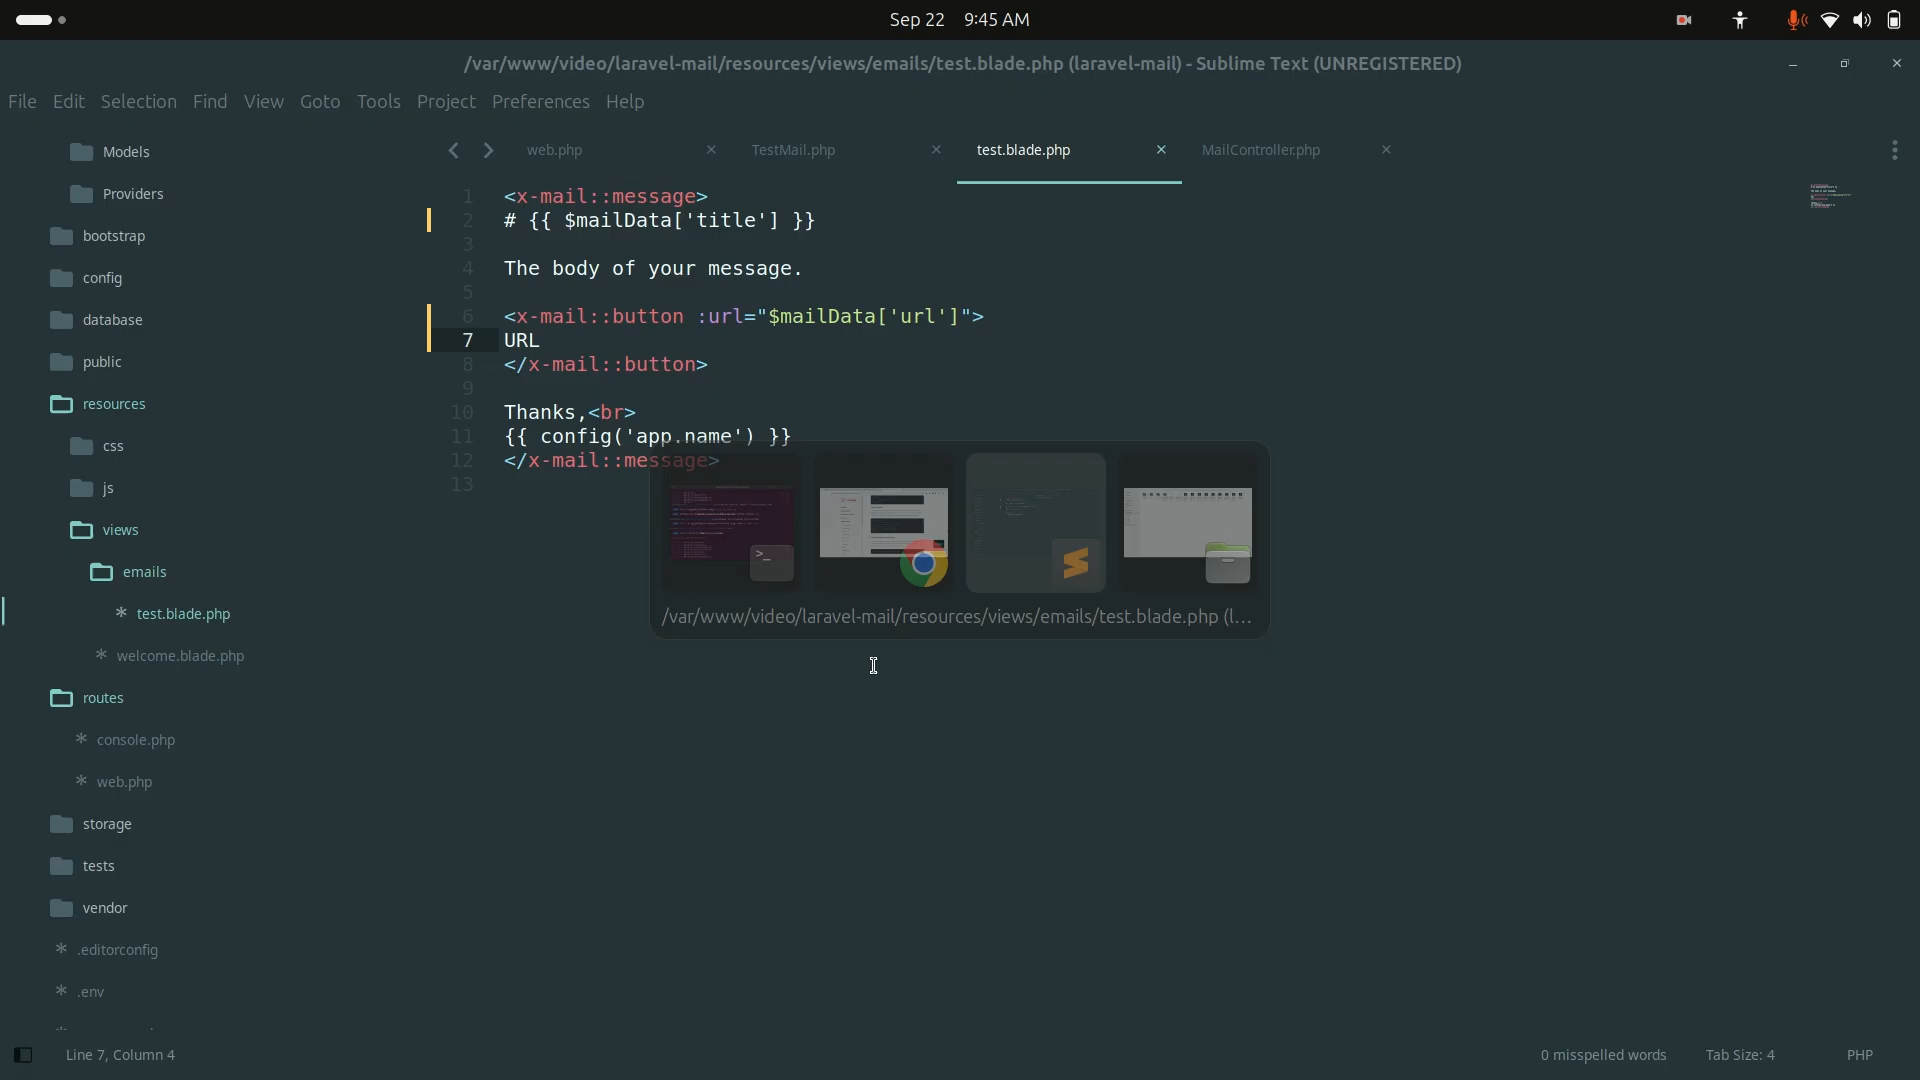 Sep 22 9:45 AM
/var/www/video/laravel-mail/resources/views/emails/test.blade.php (laravel-mail) - Sublime Text (UNREGISTERED)
File Edit Selection Find View Goto Tools Project Preferences Help
Models
Providers
bootstrap
config
database
public
resources
css
js
views
emails
test.blade.php
welcome.blade.php
routes
console.php
web.php
storage
tests
vendor
.editorconfig
.env
web.php TestMail.php test.blade.php MailController.php
1 <x-mail::message>
2 # {{ $mailData['title'] }}
3
4 The body of your message.
5
6 <x-mail::button :url="$mailData['url']">
7 URL
8 </x-mail::button>
9
10 Thanks,<br>
11 {{ config('app.name') }}
12 </x-mail::message>
13
/var/www/video/laravel-mail/resources/views/emails/test.blade.php (l...
Line 7, Column 4
0 misspelled words Tab Size: 4 PHP